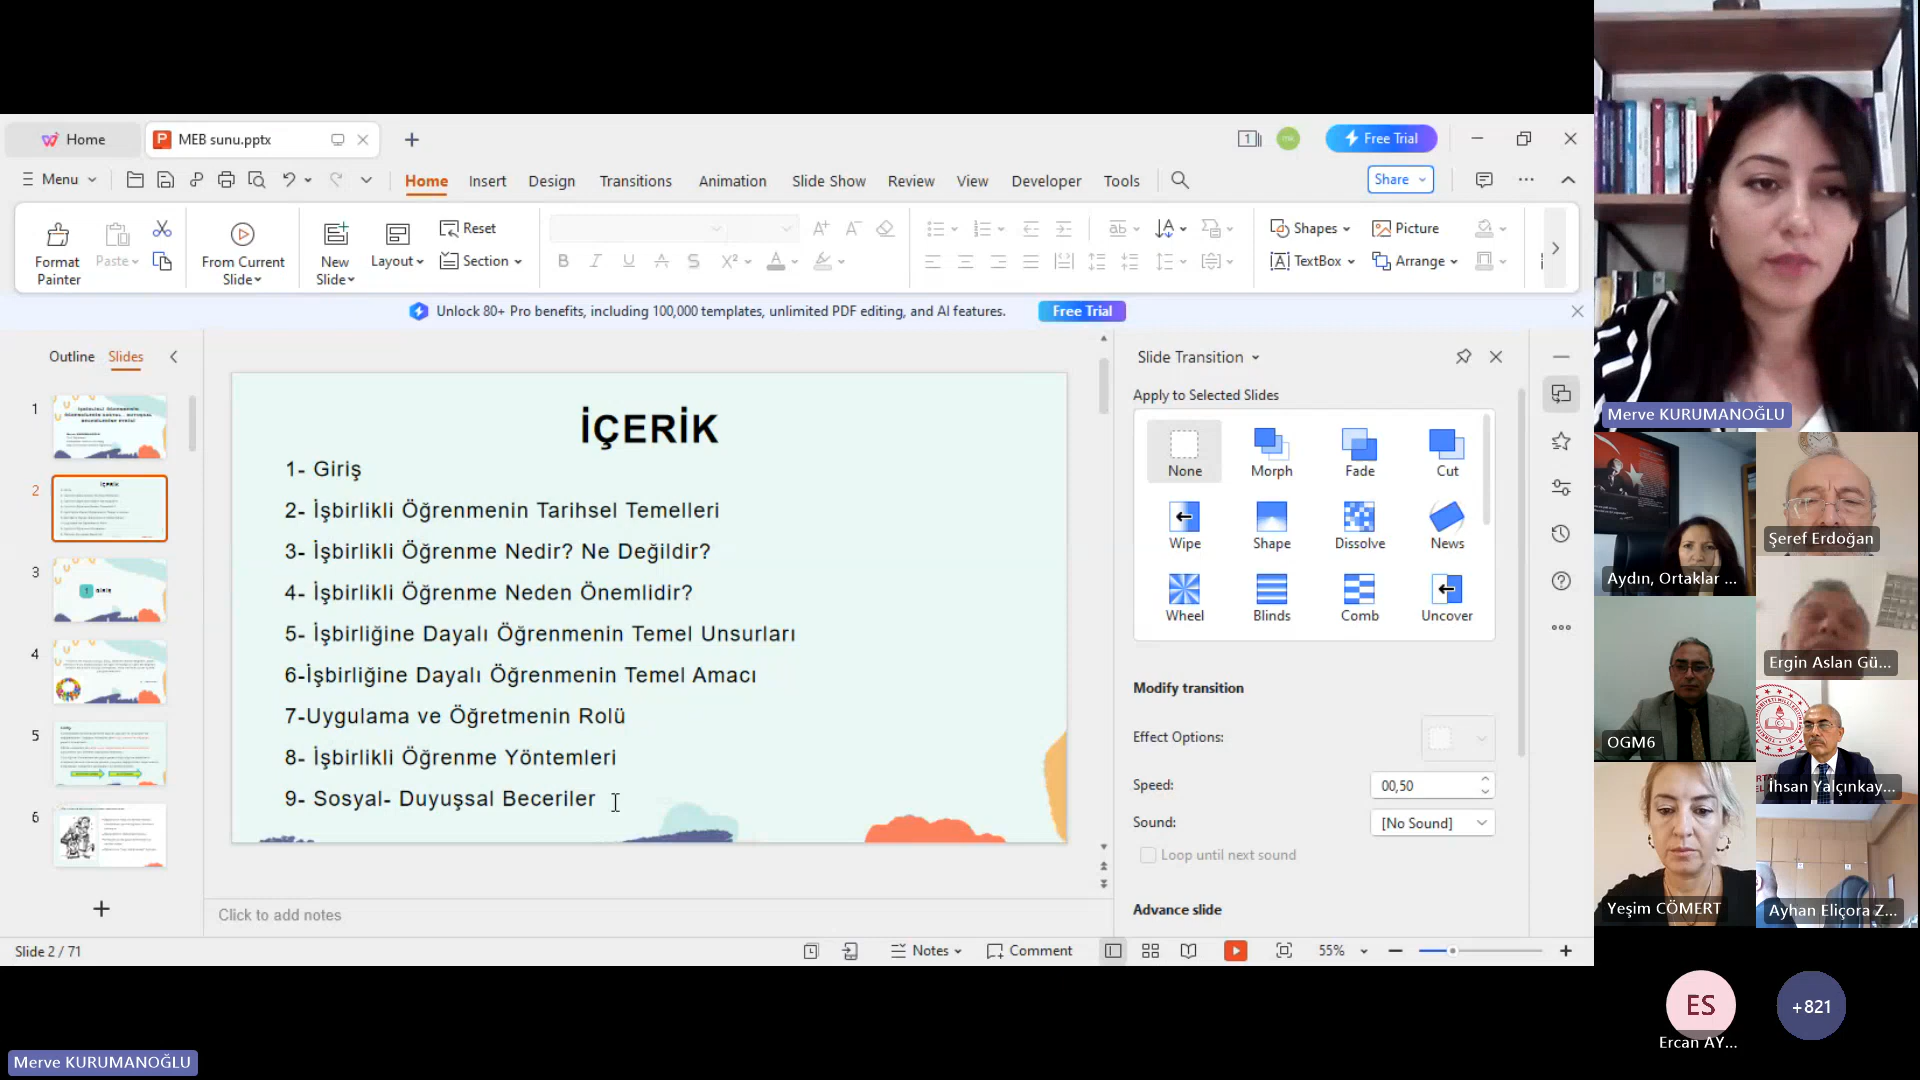 Home
MEB sunu.pptx
1
Free Trial
Menu
Home
Insert
Design
Transitions
Animation
Slide Show
Review
View
Developer
Tools
Share
Format Painter
Paste
From Current Slide
New Slide
Layout
Reset
Section
Shapes
Picture
TextBox
Arrange
Unlock 80+ Pro benefits, including 100,000 templates, unlimited PDF editing, and AI features.
Free Trial
Outline
Slides
1
2
3
4
5
6
İÇERİK
1- Giriş
2- İşbirlikli Öğrenmenin Tarihsel Temelleri
3- İşbirlikli Öğrenme Nedir? Ne Değildir?
4- İşbirlikli Öğrenme Neden Önemlidir?
5- İşbirliğine Dayalı Öğrenmenin Temel Unsurları
6-İşbirliğine Dayalı Öğrenmenin Temel Amacı
7-Uygulama ve Öğretmenin Rolü
8- İşbirlikli Öğrenme Yöntemleri
9- Sosyal- Duyuşsal Beceriler
Click to add notes
Slide Transition
Apply to Selected Slides
None
Morph
Fade
Cut
Wipe
Shape
Dissolve
News
Wheel
Blinds
Comb
Uncover
Modify transition
Effect Options:
Speed:
00,50
Sound:
[No Sound]
Loop until next sound
Advance slide
Slide 2 / 71
Notes
Comment
55%
Merve KURUMANOĞLU
Aydın, Ortaklar ...
Şeref Erdoğan
Ergin Aslan Gü...
OGM6
İhsan Yalçınkay...
Yeşim CÖMERT
Ayhan Eliçora Z...
ES
Ercan AY...
+821
Merve KURUMANOĞLU